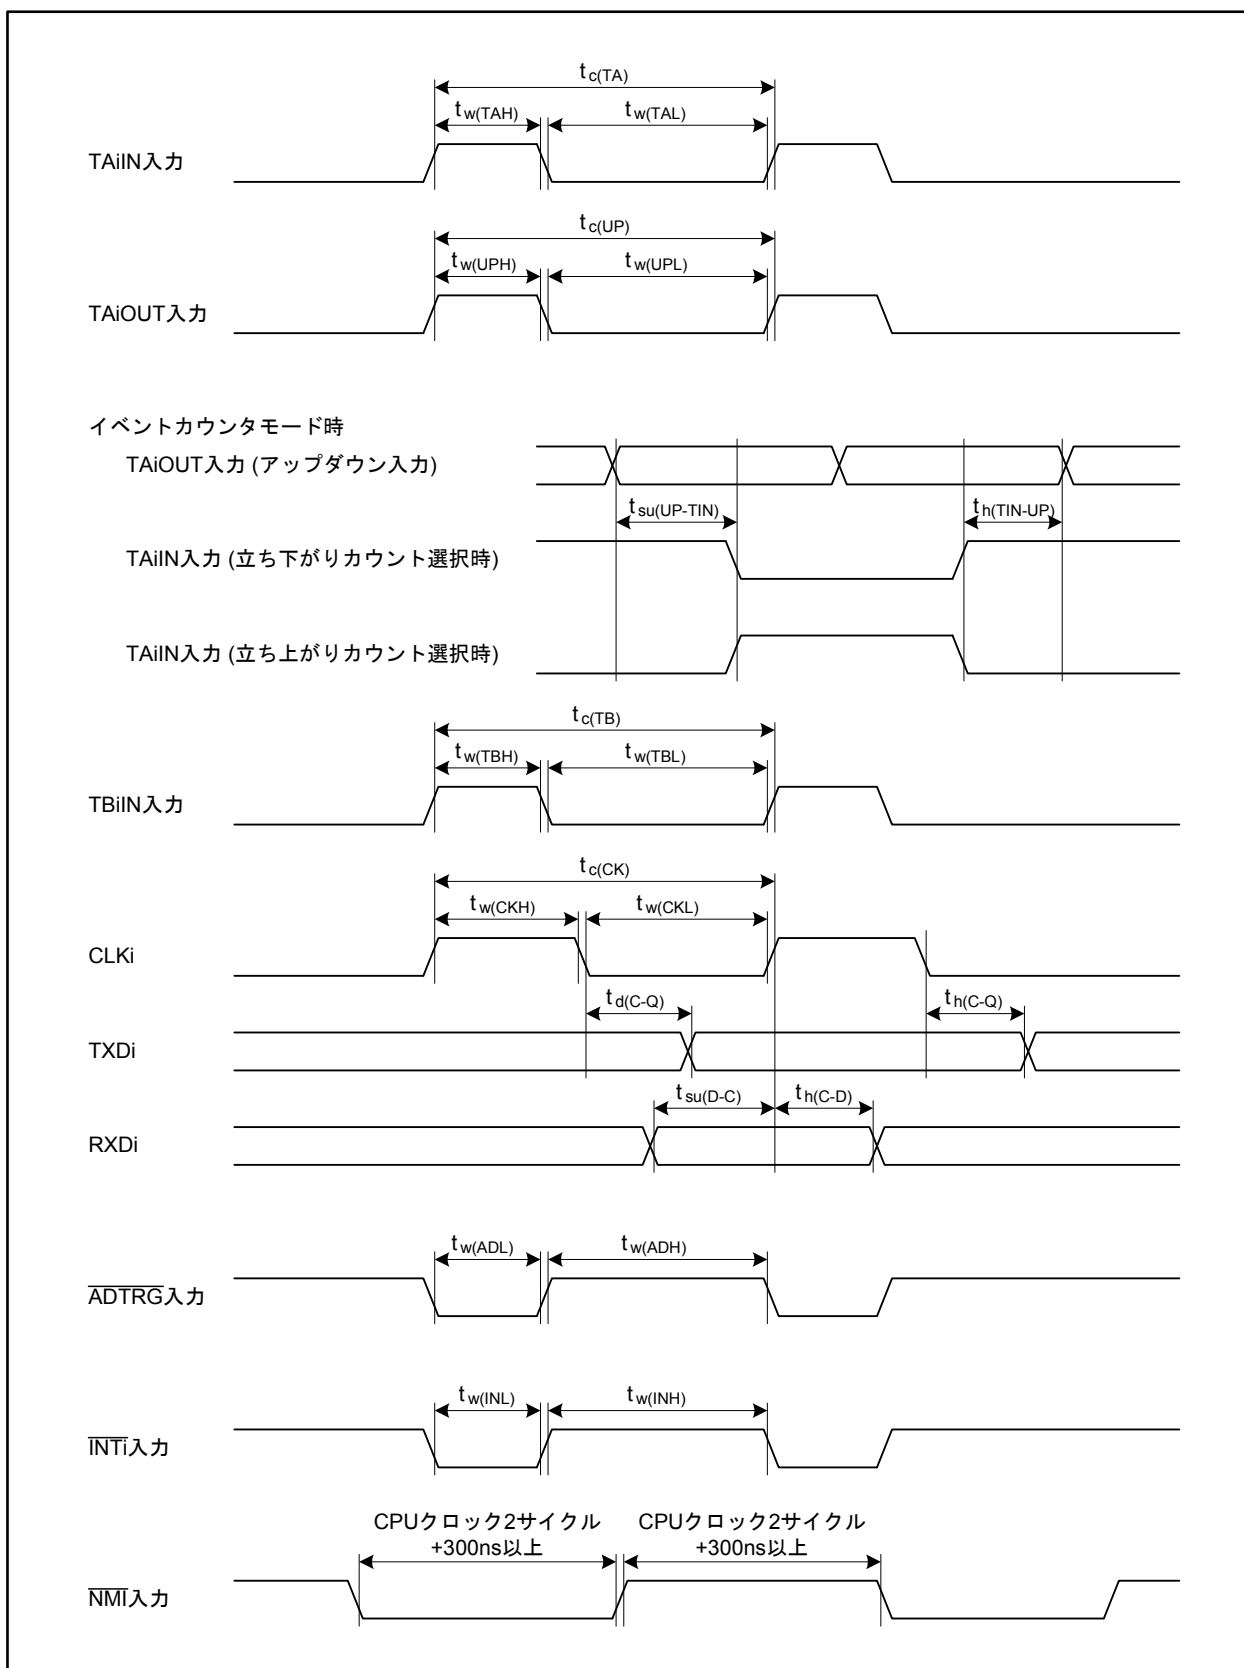 tc(TA)
tw(TAH) tw(TAL)
TAiIN入力
tc(UP)
tw(UPH) tw(UPL)
TAiOUT入力
イベントカウンタモード時
TAiOUT入力 (アップダウン入力)
tsu(UP-TIN) th(TIN-UP)
TAiIN入力 (立ち下がりカウント選択時)
TAiIN入力 (立ち上がりカウント選択時)
tc(TB)
tw(TBH) tw(TBL)
TBiIN入力
tc(CK)
tw(CKH) tw(CKL)
CLKi
td(C-Q) th(C-Q)
TXDi
tsu(D-C) th(C-D)
RXDi
tw(ADL) tw(ADH)
ADTRG入力
tw(INL) tw(INH)
INTi入力
CPUクロック2サイクル CPUクロック2サイクル
+300ns以上 +300ns以上
NMI入力